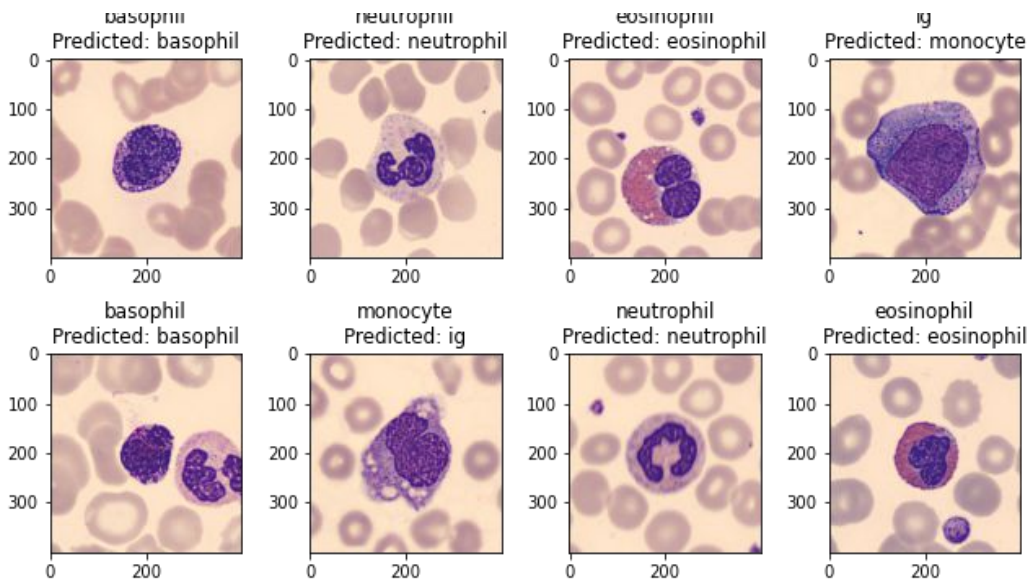 basophil neutrophil eosinophil ig
Predicted: basophil Predicted: neutrophil Predicted: eosinophil Predicted: monocyte
0 0 0 0
100 100 100 100
200 200 200 200
300 300 300 300
0 200 0 200 0 200 0 200
basophil monocyte neutrophil eosinophil
Predicted: basophil Predicted: ig Predicted: neutrophil Predicted: eosinophil
0 0 0 0
100 100 100 100
200 200 200 200
300 300 300 300
0 200 0 200 0 200 0 200